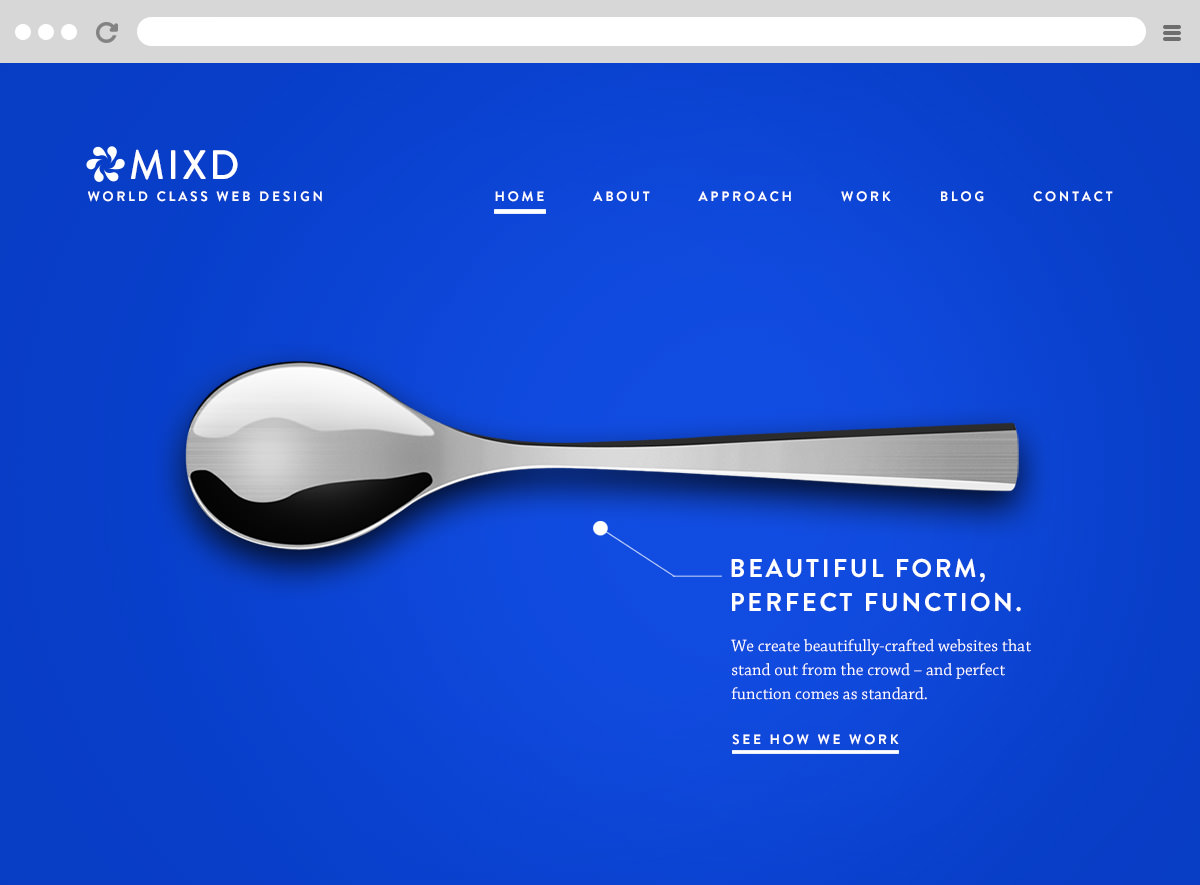 MIXD
WORLD CLASS WEB DESIGN
HOME ABOUT APPROACH WORK BLOG CONTACT
BEAUTIFUL FORM,
PERFECT FUNCTION.
We create beautifully-crafted websites that
stand out from the crowd – and perfect
function comes as standard.
SEE HOW WE WORK